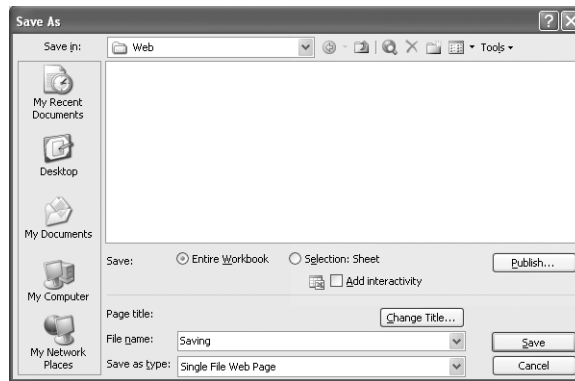 Save As
Save in:
Web
Tools
My Recent
Documents
Desktop
My Documents
My Computer
My Network
Places
Save:
Entire Workbook
Selection: Sheet
Add interactivity
Publish...
Page title:
Change Title...
File name:
Saving
Save
Save as type:
Single File Web Page
Cancel